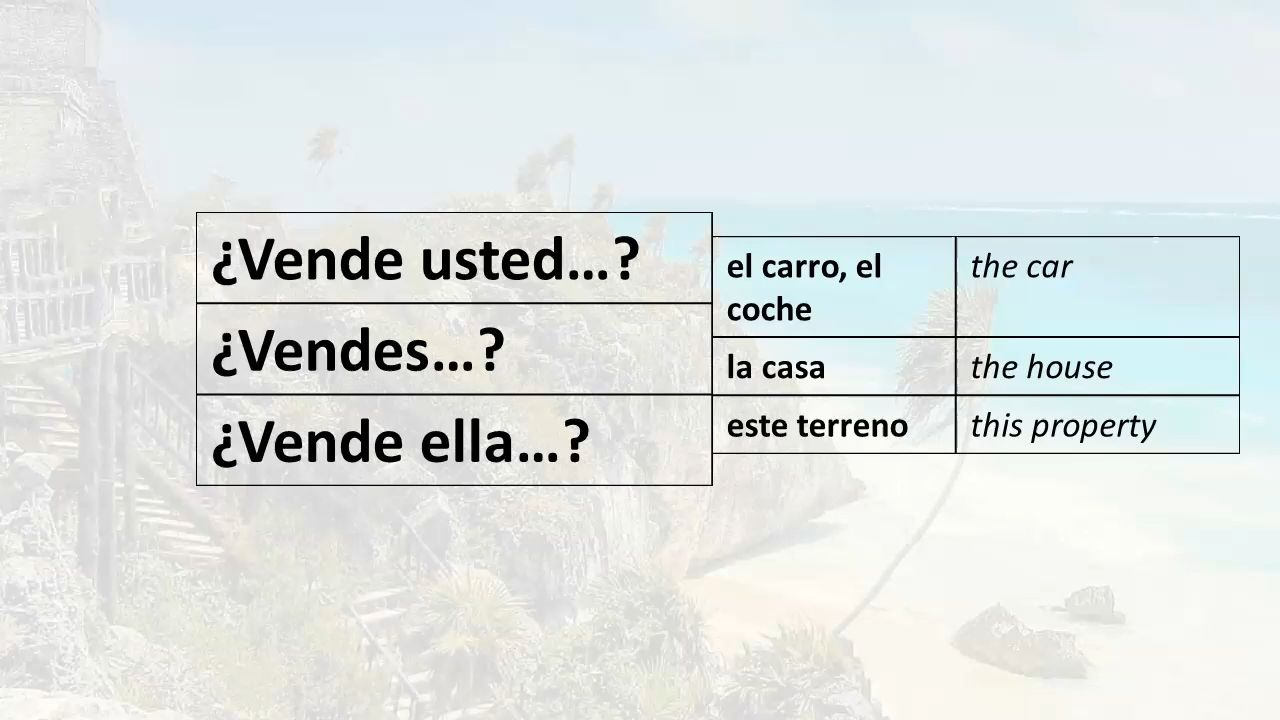 ¿Vende usted...?
¿Vendes...?
¿Vende ella...?
el carro, el
coche
the car
la casa
the house
este terreno
this property